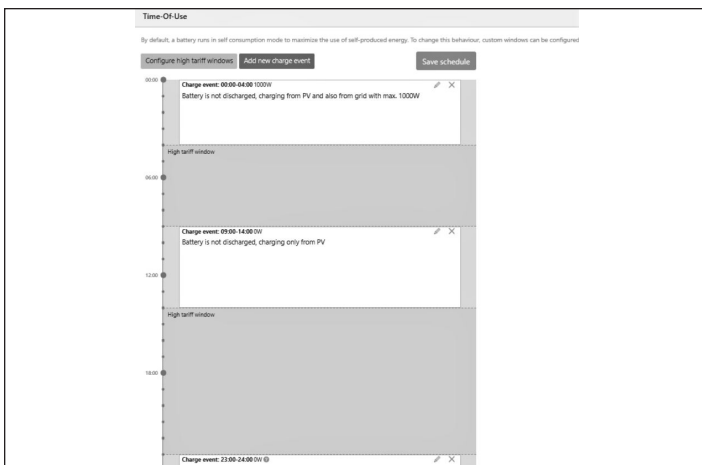 Time-Of-Use
By default, a battery runs in self consumption mode to maximize the use of self-produced energy. To change this behaviour, custom windows can be configured
Configure high tariff windows
Add new charge event
Save schedule
00:00
Charge event: 00:00-04:00 1000W
Battery is not discharged, charging from PV and also from grid with max. 1000W
High tariff window
06:00
Charge event: 09:00-14:00 0W
Battery is not discharged, charging only from PV
12:00
High tariff window
18:00
Charge event: 23:00-24:00 0W